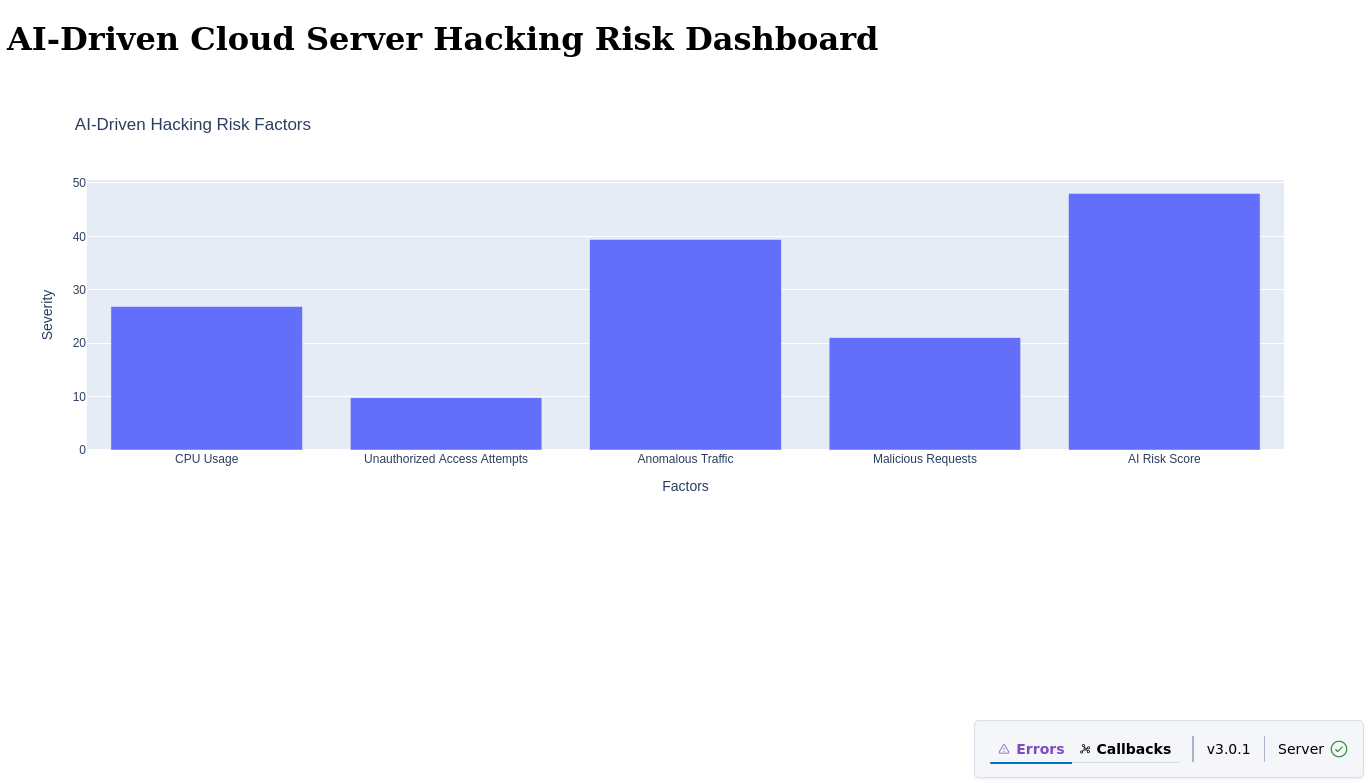 AI-Driven Cloud Server Hacking Risk Dashboard
AI-Driven Hacking Risk Factors
50
40
30
20
10
0
Severity
CPU Usage
Unauthorized Access Attempts
Anomalous Traffic
Malicious Requests
AI Risk Score
Factors
Errors Callbacks v3.0.1 Server